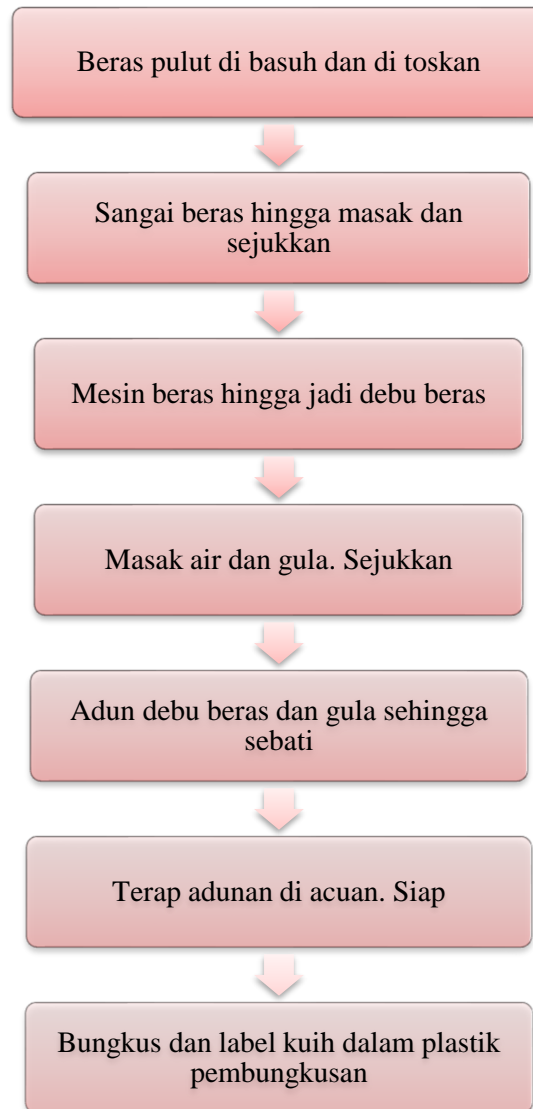 Beras pulut di basuh dan di toskan
Sangai beras hingga masak dan
sejukkan
Mesin beras hingga jadi debu beras
Masak air dan gula. Sejukkan
Adun debu beras dan gula sehingga
sebati
Terap adunan di acuan. Siap
Bungkus dan label kuih dalam plastik
pembungkusan